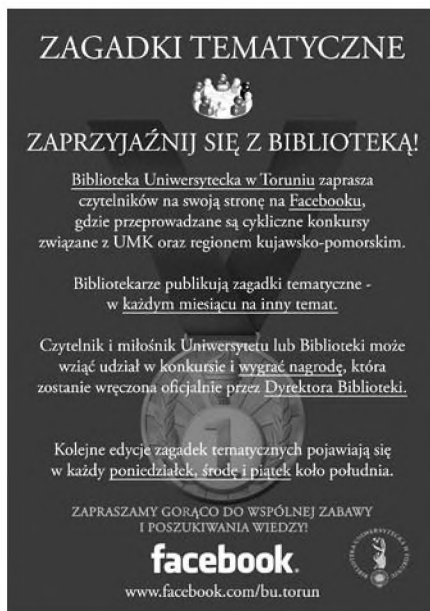 ZAGADKI TEMATYCZNE
ZAPRZYJAŹNIJ SIĘ Z BIBLIOTEKĄ!
Biblioteka Uniwersytecka w Toruniu zaprasza
czytelników na swoją stronę na Facebooku,
gdzie przeprowadzane są cykliczne konkursy
związane z UMK oraz regionem kujawsko-pomorskim.
Bibliotekarze publikują zagadki tematyczne -
w każdym miesiącu na inny temat.
Czytelnik i miłośnik Uniwersytetu lub Biblioteki może
wziąć udział w konkursie i wygrać nagrodę, która
zostanie wręczona oficjalnie przez Dyrektora Biblioteki.
1
Kolejne edycje zagadek tematycznych pojawiają się
w każdy poniedziałek, środę i piątek koło południa.
ZAPRASZAMY GORĄCO DO WSPÓLNEJ ZABAWY
I POSZUKIWANIA WIEDZY!
facebook.
www.facebook.com/bu.torun
BIBLIOTEKA UNIWERSYTECKA W TORUNIU